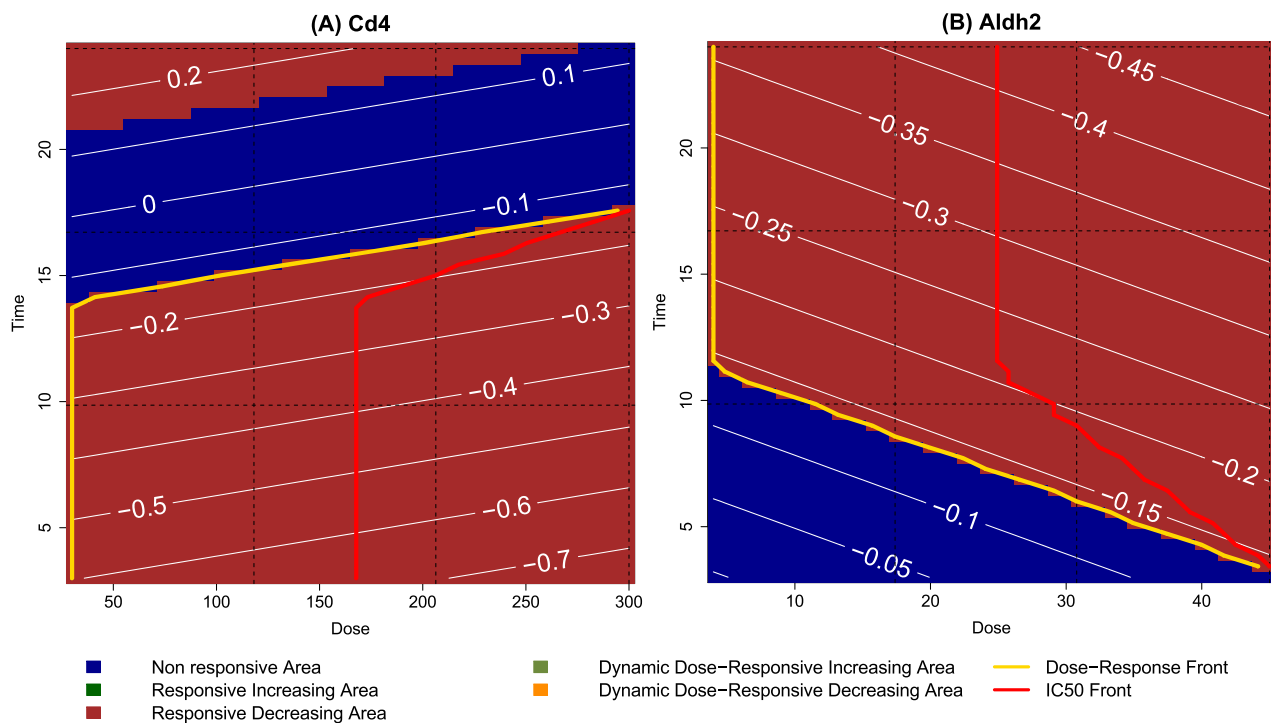 (A) Cd4
(B) Aldh2
0.2
0.1
0
−0.1
−0.2
−0.3
−0.4
−0.5
−0.6
−0.7
Time
5
10
15
20
50
100
150
200
250
300
Dose
−0.45
−0.4
−0.35
−0.3
−0.25
−0.2
−0.15
−0.1
−0.05
Time
5
10
15
20
10
20
30
40
Dose
Non responsive Area
Responsive Increasing Area
Responsive Decreasing Area
Dynamic Dose−Responsive Increasing Area
Dynamic Dose−Responsive Decreasing Area
Dose−Response Front
IC50 Front